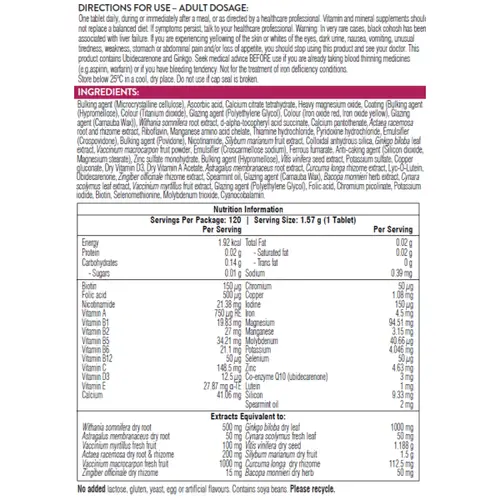 DIRECTIONS FOR USE – ADULT DOSAGE:
One tablet daily, during or immediately after a meal, or as directed by a healthcare professional. Vitamin and mineral supplements should
not replace a balanced diet. If symptoms persist, talk to your healthcare professional. Warning: In very rare cases, black cohosh has been
associated with liver failure. If you are experiencing yellowing of the skin or whites of the eyes, dark urine, nausea, vomiting, unusual
tiredness, weakness, stomach or abdominal pain and/or loss of appetite, you should stop using this product and see your doctor. This
product contains Ubidecarenone and Ginkgo. Seek medical advice BEFORE use if you are already taking blood thinning medicines
(e.g.aspirin, warfarin) or if you have bleeding tendency. Not for the treatment of iron deficiency conditions.
Store below 25°C in a cool, dry place. Do not use if cap seal is broken.
INGREDIENTS:
Bulking agent (Microcrystalline cellulose), Ascorbic acid, Calcium citrate tetrahydrate, Heavy magnesium oxide, Coating (Bulking agent
(Hypromellose), Colour (Titanium dioxide), Glazing agent (Polyethylene Glycol), Colour (Iron oxide red, Iron oxide yellow), Glazing
agent (Carnauba Wax)), Withania somnifera root extract, d-alpha-tocopheryl acid succinate, Calcium pantothenate, Actaea racemosa
root and rhizome extract, Riboflavin, Manganese amino acid chelate, Thiamine hydrochloride, Pyridoxine hydrochloride, Emulsifier
(Crospovidone), Bulking agent (Povidone), Nicotinamide, Silybum marianum fruit extract, Colloidal anhydrous silica, Ginkgo biloba leaf
extract, Vaccinium macrocarpon fruit powder, Emulsifier (Croscarmellose sodium), Ferrous fumarate, Anti-caking agent (Silicon dioxide,
Magnesium stearate), Zinc sulfate monohydrate, Bulking agent (Hypromellose), Vitis vinifera seed extract, Potassium sulfate, Copper
gluconate, Dry Vitamin D3, Dry Vitamin A Acetate, Astragalus membranaceus root extract, Curcuma longa rhizome extract, Lyc-O-Lutein,
Ubidecarenone, Zingiber officinale rhizome extract, Spearmint oil, Glazing agent (Carnauba Wax), Bacopa monnieri herb extract, Cynara
scolymus leaf extract, Vaccinium myrtillus fruit extract, Glazing agent (Polyethylene Glycol), Folic acid, Chromium picolinate, Potassium
iodide, Biotin, Selenomethionine, Molybdenum trioxide, Cyanocobalamin.
Nutrition Information
Servings Per Package: 120 | Serving Size: 1.57 g (1 Tablet)
Per Serving Per Serving
Energy 1.92 kcal Total Fat 0.02 g
Protein 0.02 g - Saturated fat 0.02 g
Carbohydrates 0.14 g - Trans fat 0 g
- Sugars 0.01 g Sodium 0.39 mg
Biotin 150 µg Chromium 50 µg
Folic acid 500 µg Copper 1.08 mg
Nicotinamide 21.38 mg Iodine 150 µg
Vitamin A 750 µg RE Iron 4.5 mg
Vitamin B1 19.83 mg Magnesium 94.51 mg
Vitamin B2 27 mg Manganese 3.15 mg
Vitamin B5 34.21 mg Molybdenum 40.66 µg
Vitamin B6 21.1 mg Potassium 4.046 mg
Vitamin B12 50 µg Selenium 50 µg
Vitamin C 148.5 mg Zinc 4.63 mg
Vitamin D3 12.5 µg Co-enzyme Q10 (ubidecarenone) 3 mg
Vitamin E 27.87 mg α-TE Lutein 1 mg
Calcium 41.06 mg Silicon 9.33 mg
Spearmint oil 2 mg
Extracts Equivalent to:
Withania somnifera dry root 500 mg Ginkgo biloba dry leaf 1000 mg
Astragalus membranaceus dry root 50 mg Cynara scolymus fresh leaf 50 mg
Vaccinium myrtillus fresh fruit 100 mg Vitis vinifera dry seed 1.188 g
Actaea racemosa dry root & rhizome 200 mg Silybum marianum dry fruit 1.5 g
Vaccinium macrocarpon fresh fruit 1000 mg Curcuma longa dry rhizome 112.5 mg
Zingiber officinale dry rhizome 15 mg Bacopa monnieri dry herb 50 mg
No added lactose, gluten, yeast, egg or artificial flavours. Contains soya beans. Please recycle.